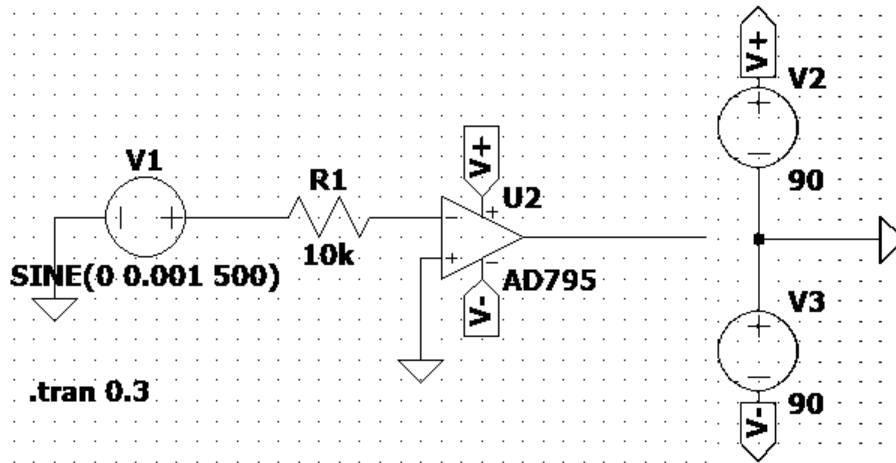 V+
V2
90
V1
SINE(0 0.001 500)
R1
10k
V+
U2
AD795
V-
V3
90
V-
.tran 0.3